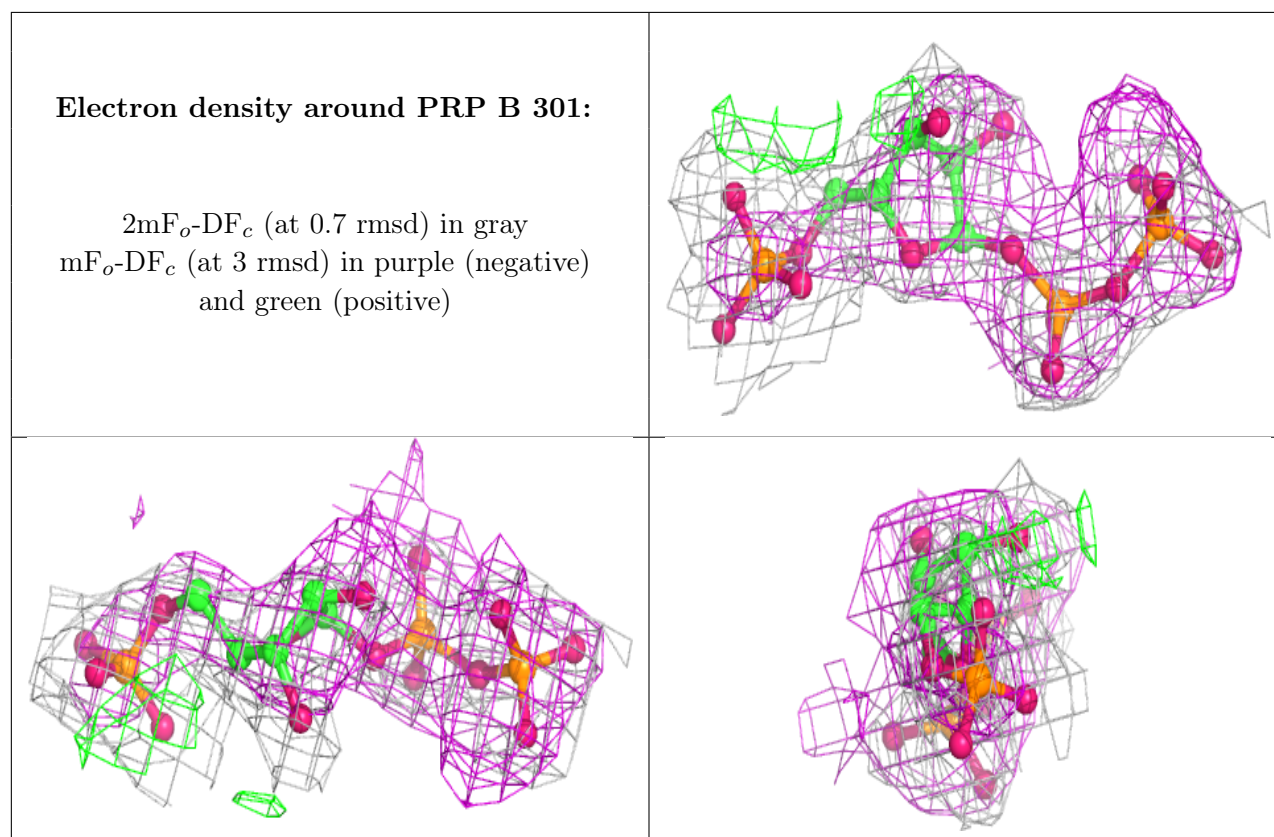 Electron density around PRP B 301:
2mFo-DFc (at 0.7 rmsd) in gray
mFo-DFc (at 3 rmsd) in purple (negative)
and green (positive)